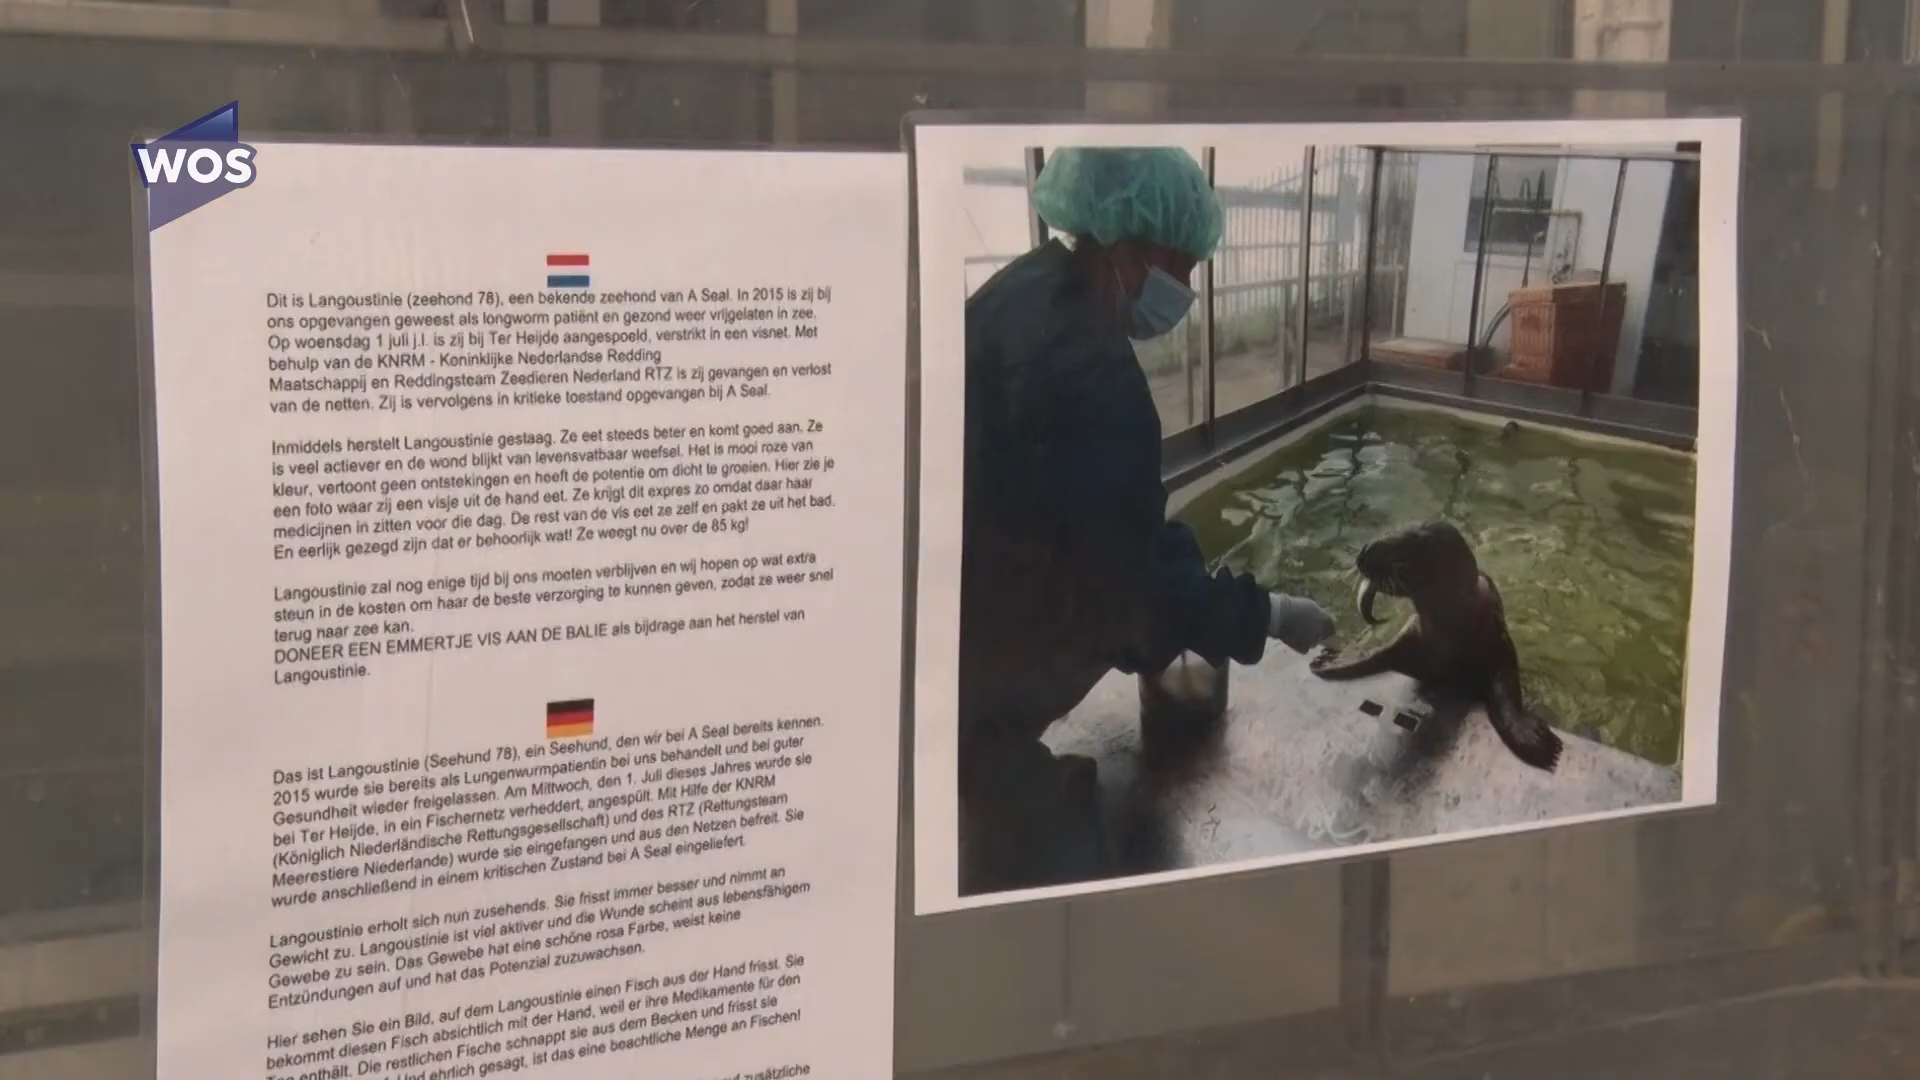 WOS
Dit is Langoustinie (zeehond 78), een bekende zeehond van A Seal. In 2015 is zij bij
ons opgevangen geweest als longworm patiënt en gezond weer vrijgelaten in zee.
Op woensdag 1 juli j.l. is zij bij Ter Heijde aangespoeld, verstrikt in een visnet. Met
behulp van de KNRM - Koninklijke Nederlandse Redding
Maatschappij en Reddingsteam Zeedieren Nederland RTZ is zij gevangen en verlost
van de netten. Zij is vervolgens in kritieke toestand opgevangen bij A Seal.
Inmiddels herstelt Langoustinie gestaag. Ze eet steeds beter en komt goed aan. Ze
is veel actiever en de wond blijkt van levensvatbaar weefsel. Het is mooi roze van
kleur, vertoont geen ontstekingen en heeft de potentie om dicht te groeien. Hier zie je
een foto waar zij een visje uit de hand eet. Ze krijgt dit expres zo omdat daar haar
medicijnen in zitten voor die dag. De rest van de vis eet ze zelf en pakt ze uit het bad.
En eerlijk gezegd zijn dat er behoorlijk wat! Ze weegt nu over de 85 kg!
Langoustinie zal nog enige tijd bij ons moeten verblijven en wij hopen op wat extra
steun in de kosten om haar de beste verzorging te kunnen geven, zodat ze weer snel
terug naar zee kan.
DONEER EEN EMMERTJE VIS AAN DE BALIE als bijdrage aan het herstel van
Langoustinie.
Das ist Langoustinie (Seehund 78), ein Seehund, den wir bei A Seal bereits kennen.
2015 wurde sie bereits als Lungenwurmpatientin bei uns behandelt und bei guter
Gesundheit wieder freigelassen. Am Mittwoch, den 1. Juli dieses Jahres wurde sie
bei Ter Heijde, in ein Fischernetz verheddert, angespült. Mit Hilfe der KNRM
(Königlich Niederländische Rettungsgesellschaft) und des RTZ (Rettungsteam
Meerestiere Niederlande) wurde sie eingefangen und aus den Netzen befreit. Sie
wurde anschließend in einem kritischen Zustand bei A Seal eingeliefert.
Langoustinie erholt sich nun zusehends. Sie frisst immer besser und nimmt an
Gewicht zu. Langoustinie ist viel aktiver und die Wunde scheint aus lebensfähigem
Gewebe zu sein. Das Gewebe hat eine schöne rosa Farbe, weist keine
Entzündungen auf und hat das Potenzial zuzuwachsen.
Hier sehen Sie ein Bild, auf dem Langoustinie einen Fisch aus der Hand frisst. Sie
bekommt diesen Fisch absichtlich mit der Hand, weil er ihre Medikamente für den
Tag enthält. Die restlichen Fische schnappt sie aus dem Becken und frisst sie
Und ehrlich gesagt, ist das eine beachtliche Menge an Fischen!
auf zusätzliche